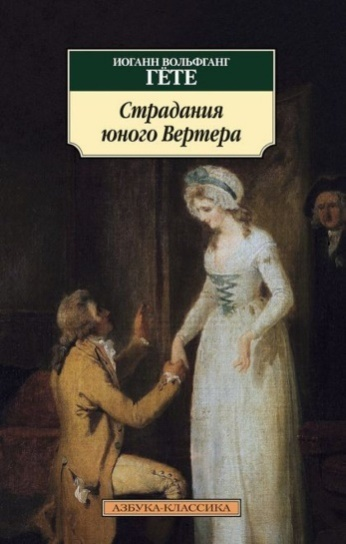 ИОГАНН ВОЛЬФГАНГ
ГЁТЕ
Страдания
юного Вертера
АЗБУКА-КЛАССИКА